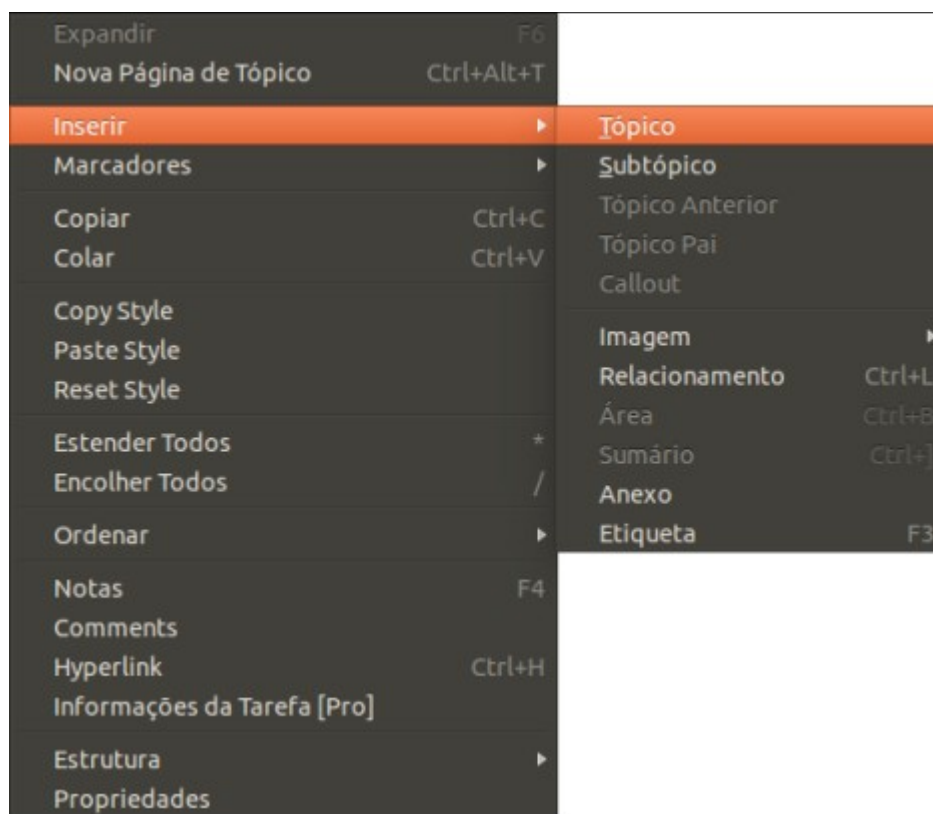 Expandir F6
Nova Página de Tópico Ctrl+Alt+T
Inserir
Marcadores
Copiar Ctrl+C
Colar Ctrl+V
Copy Style
Paste Style
Reset Style
Estender Todos *
Encolher Todos /
Ordenar
Notas F4
Comments
Hyperlink Ctrl+H
Informações da Tarefa [Pro]
Estrutura
Propriedades
Tópico
Subtópico
Tópico Anterior
Tópico Pai
Callout
Imagem
Relacionamento Ctrl+L
Área Ctrl+B
Sumário Ctrl+]
Anexo
Etiqueta F3